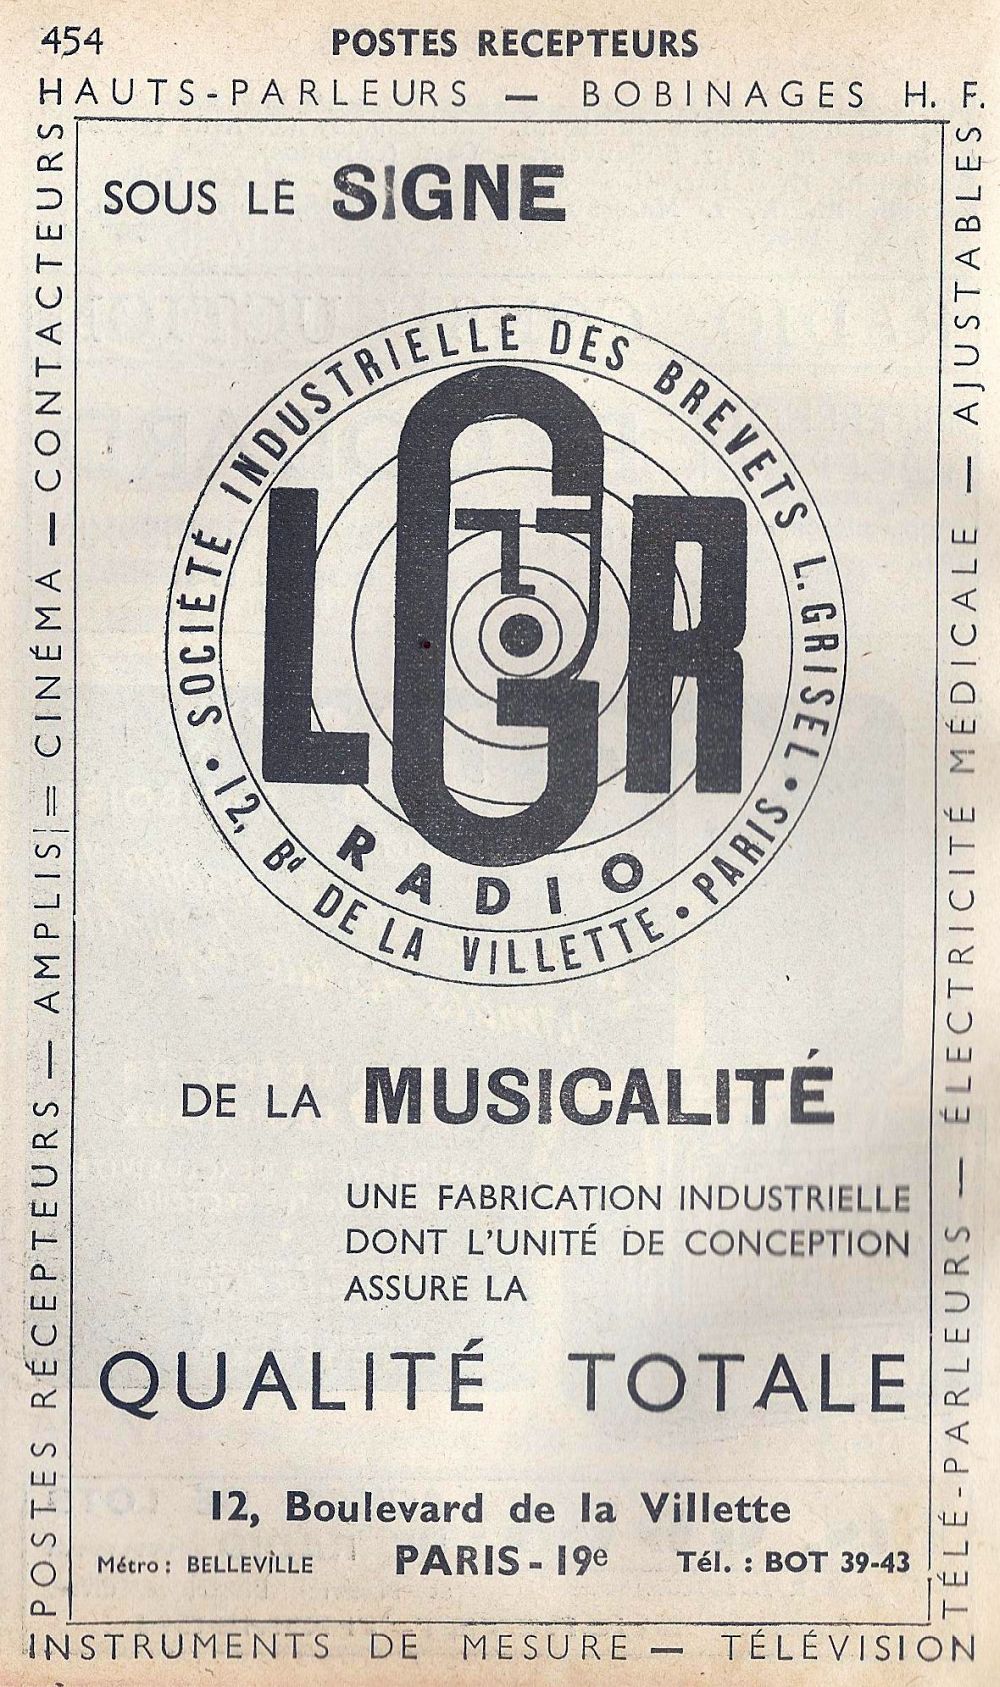 454
POSTES RECEPTEURS
HAUTS-PARLEURS — BOBINAGES H. F.
POSTES RÉCEPTEURS — AMPLIS = CINÉMA — CONTACTEURS
TÉLÉ-PARLEURS — ÉLECTRICITÉ MÉDICALE — AJUSTABLES
SOUS LE SIGNE
SOCIÉTÉ INDUSTRIELLE DES BREVETS L. GRISEL
LGR
RADIO
• 12, Bd DE LA VILLETTE • PARIS •
DE LA MUSICALITÉ
UNE FABRICATION INDUSTRIELLE
DONT L'UNITÉ DE CONCEPTION
ASSURE LA
QUALITÉ TOTALE
12, Boulevard de la Villette
Métro : BELLEVILLE PARIS - 19e Tél. : BOT 39-43
INSTRUMENTS DE MESURE — TÉLÉVISION